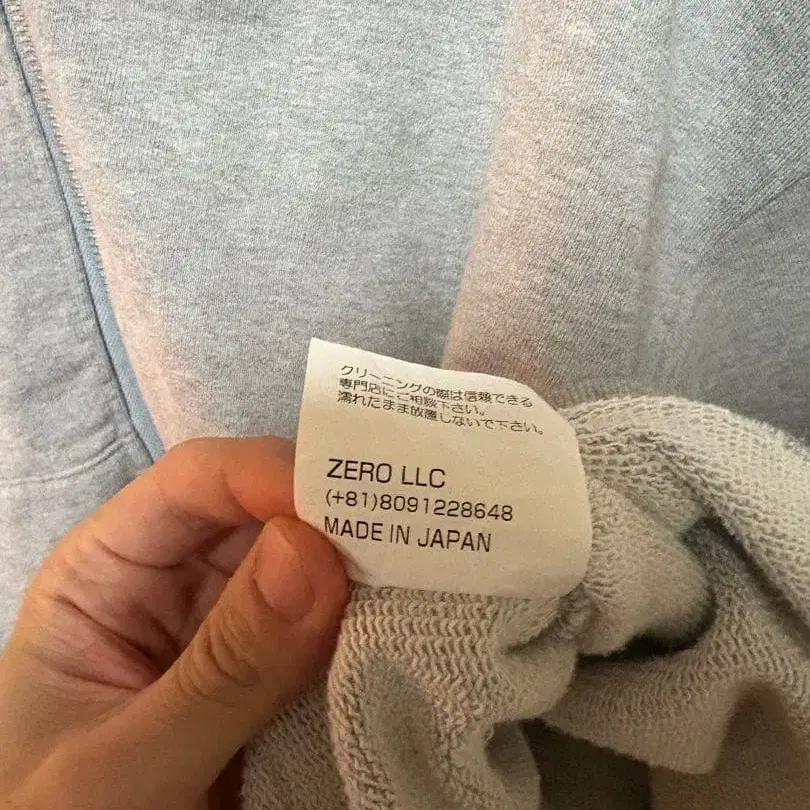 クリーニングの際は信頼できる
専門店にご相談下さい。
濡れたまま放置しないで下さい。
ZERO LLC
(+81)8091228648
MADE IN JAPAN